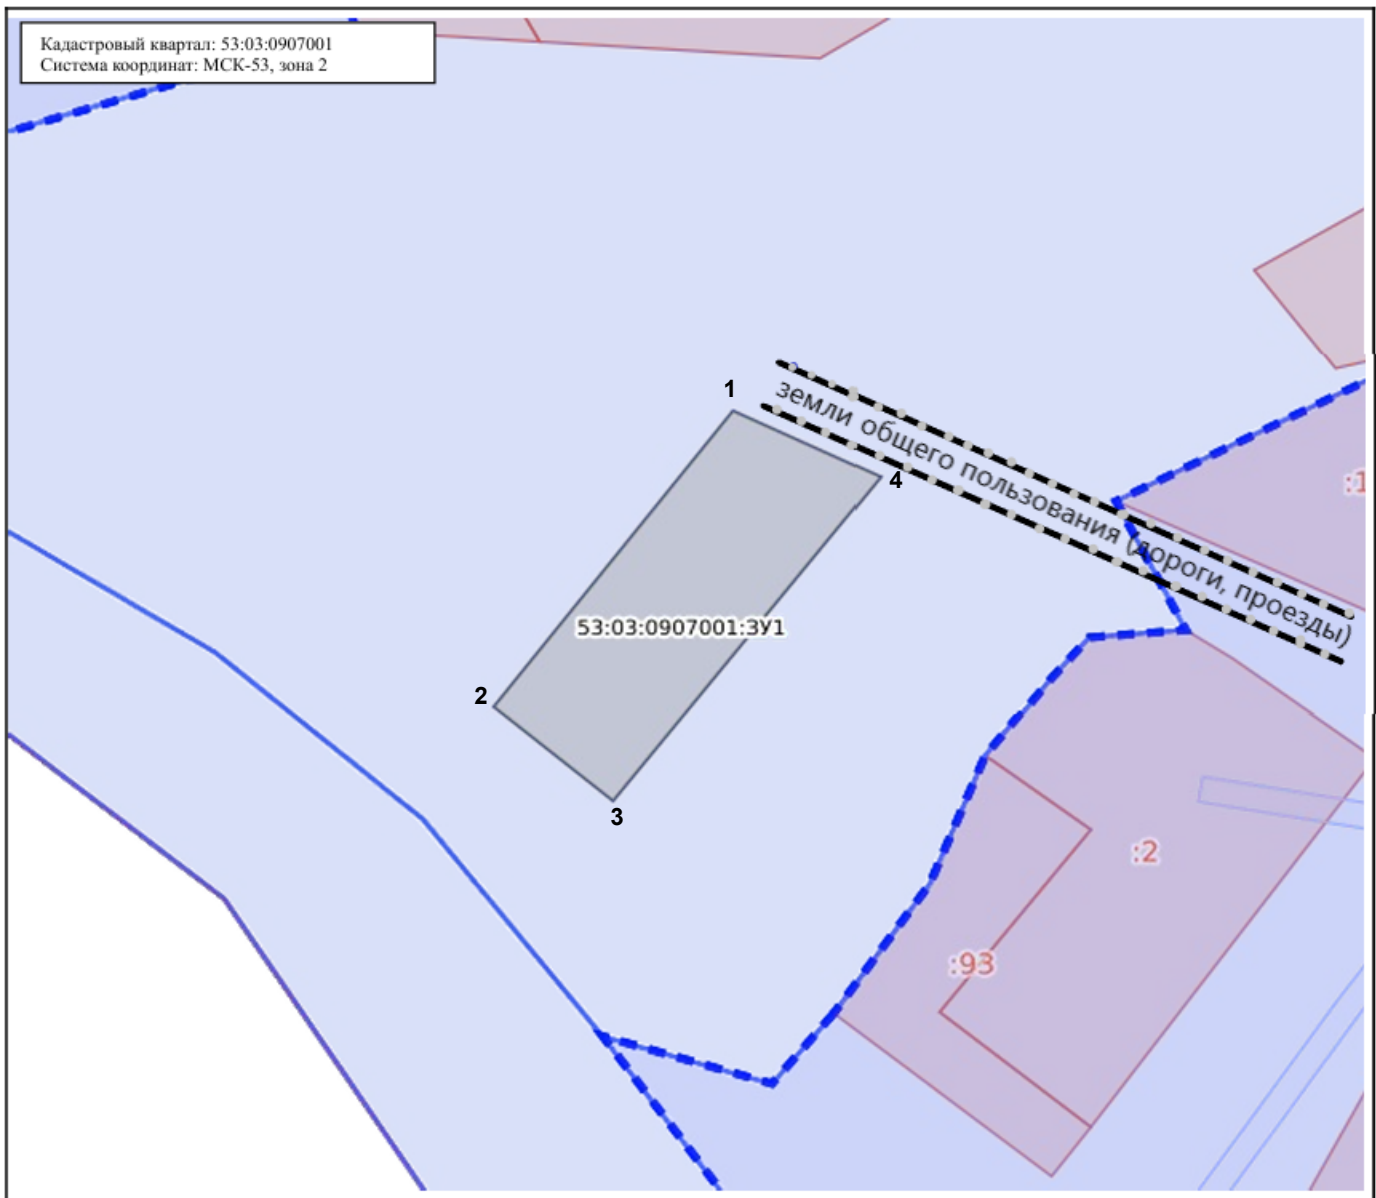 Кадастровый квартал: 53:03:0907001
Система координат: МСК-53, зона 2
1
земли общего пользования (дороги, проезды)
4
:1
53:03:0907001:ЗУ1
2
3
:2
:93